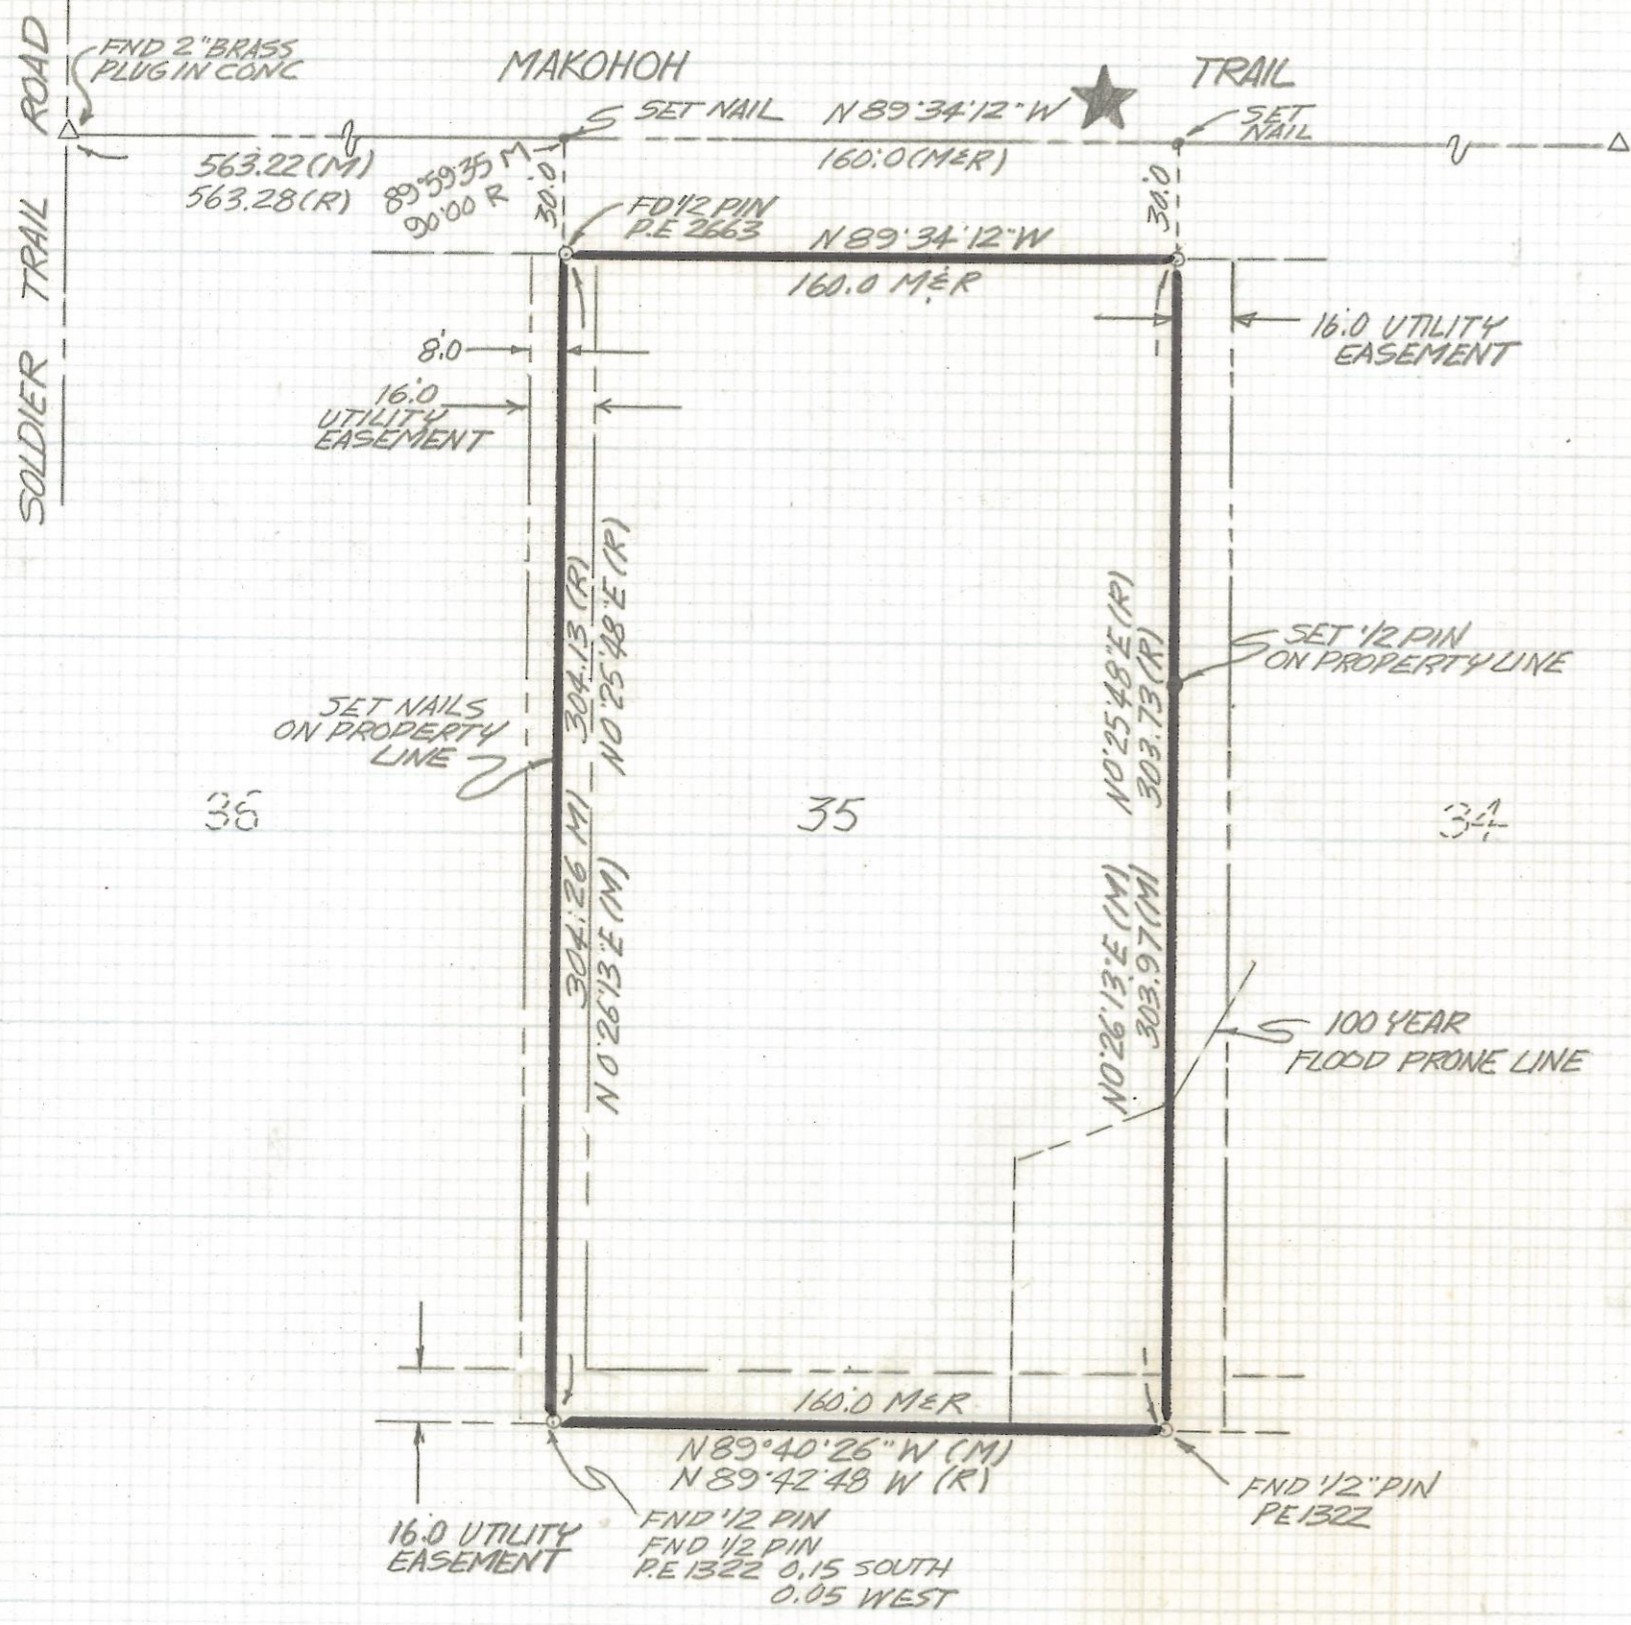 SOLDIER TRAIL ROAD
FND 2" BRASS
PLUG IN CONC
MAKOHOH TRAIL
SET NAIL
N 89°34'12" W
SET
NAIL
563.22 (M)
563.28 (R)
160.0 (M&R)
89°59'35 M
90°00 R
30.0
30.0
FD 1/2 PIN
P.E 2663
N 89°34'12" W
160.0 M&R
8.0
16.0
UTILITY
EASEMENT
16.0 UTILITY
EASEMENT
304.13 (R)
N0°25'48"E (R)
N0°25'48"E (R)
303.73 (R)
SET 1/2 PIN
ON PROPERTY LINE
SET NAILS
ON PROPERTY
LINE
36
35
34
304.26 M)
N0°26'13"E (M)
N0°26'13"E (M)
303.97 (M)
100 YEAR
FLOOD PRONE LINE
160.0 M&R
N 89°40'26" W (M)
N 89°42'48 W (R)
16.0 UTILITY
EASEMENT
FND 1/2 PIN
FND 1/2 PIN
P.E 1322 0.15 SOUTH
0.05 WEST
FND 1/2" PIN
PE 1322